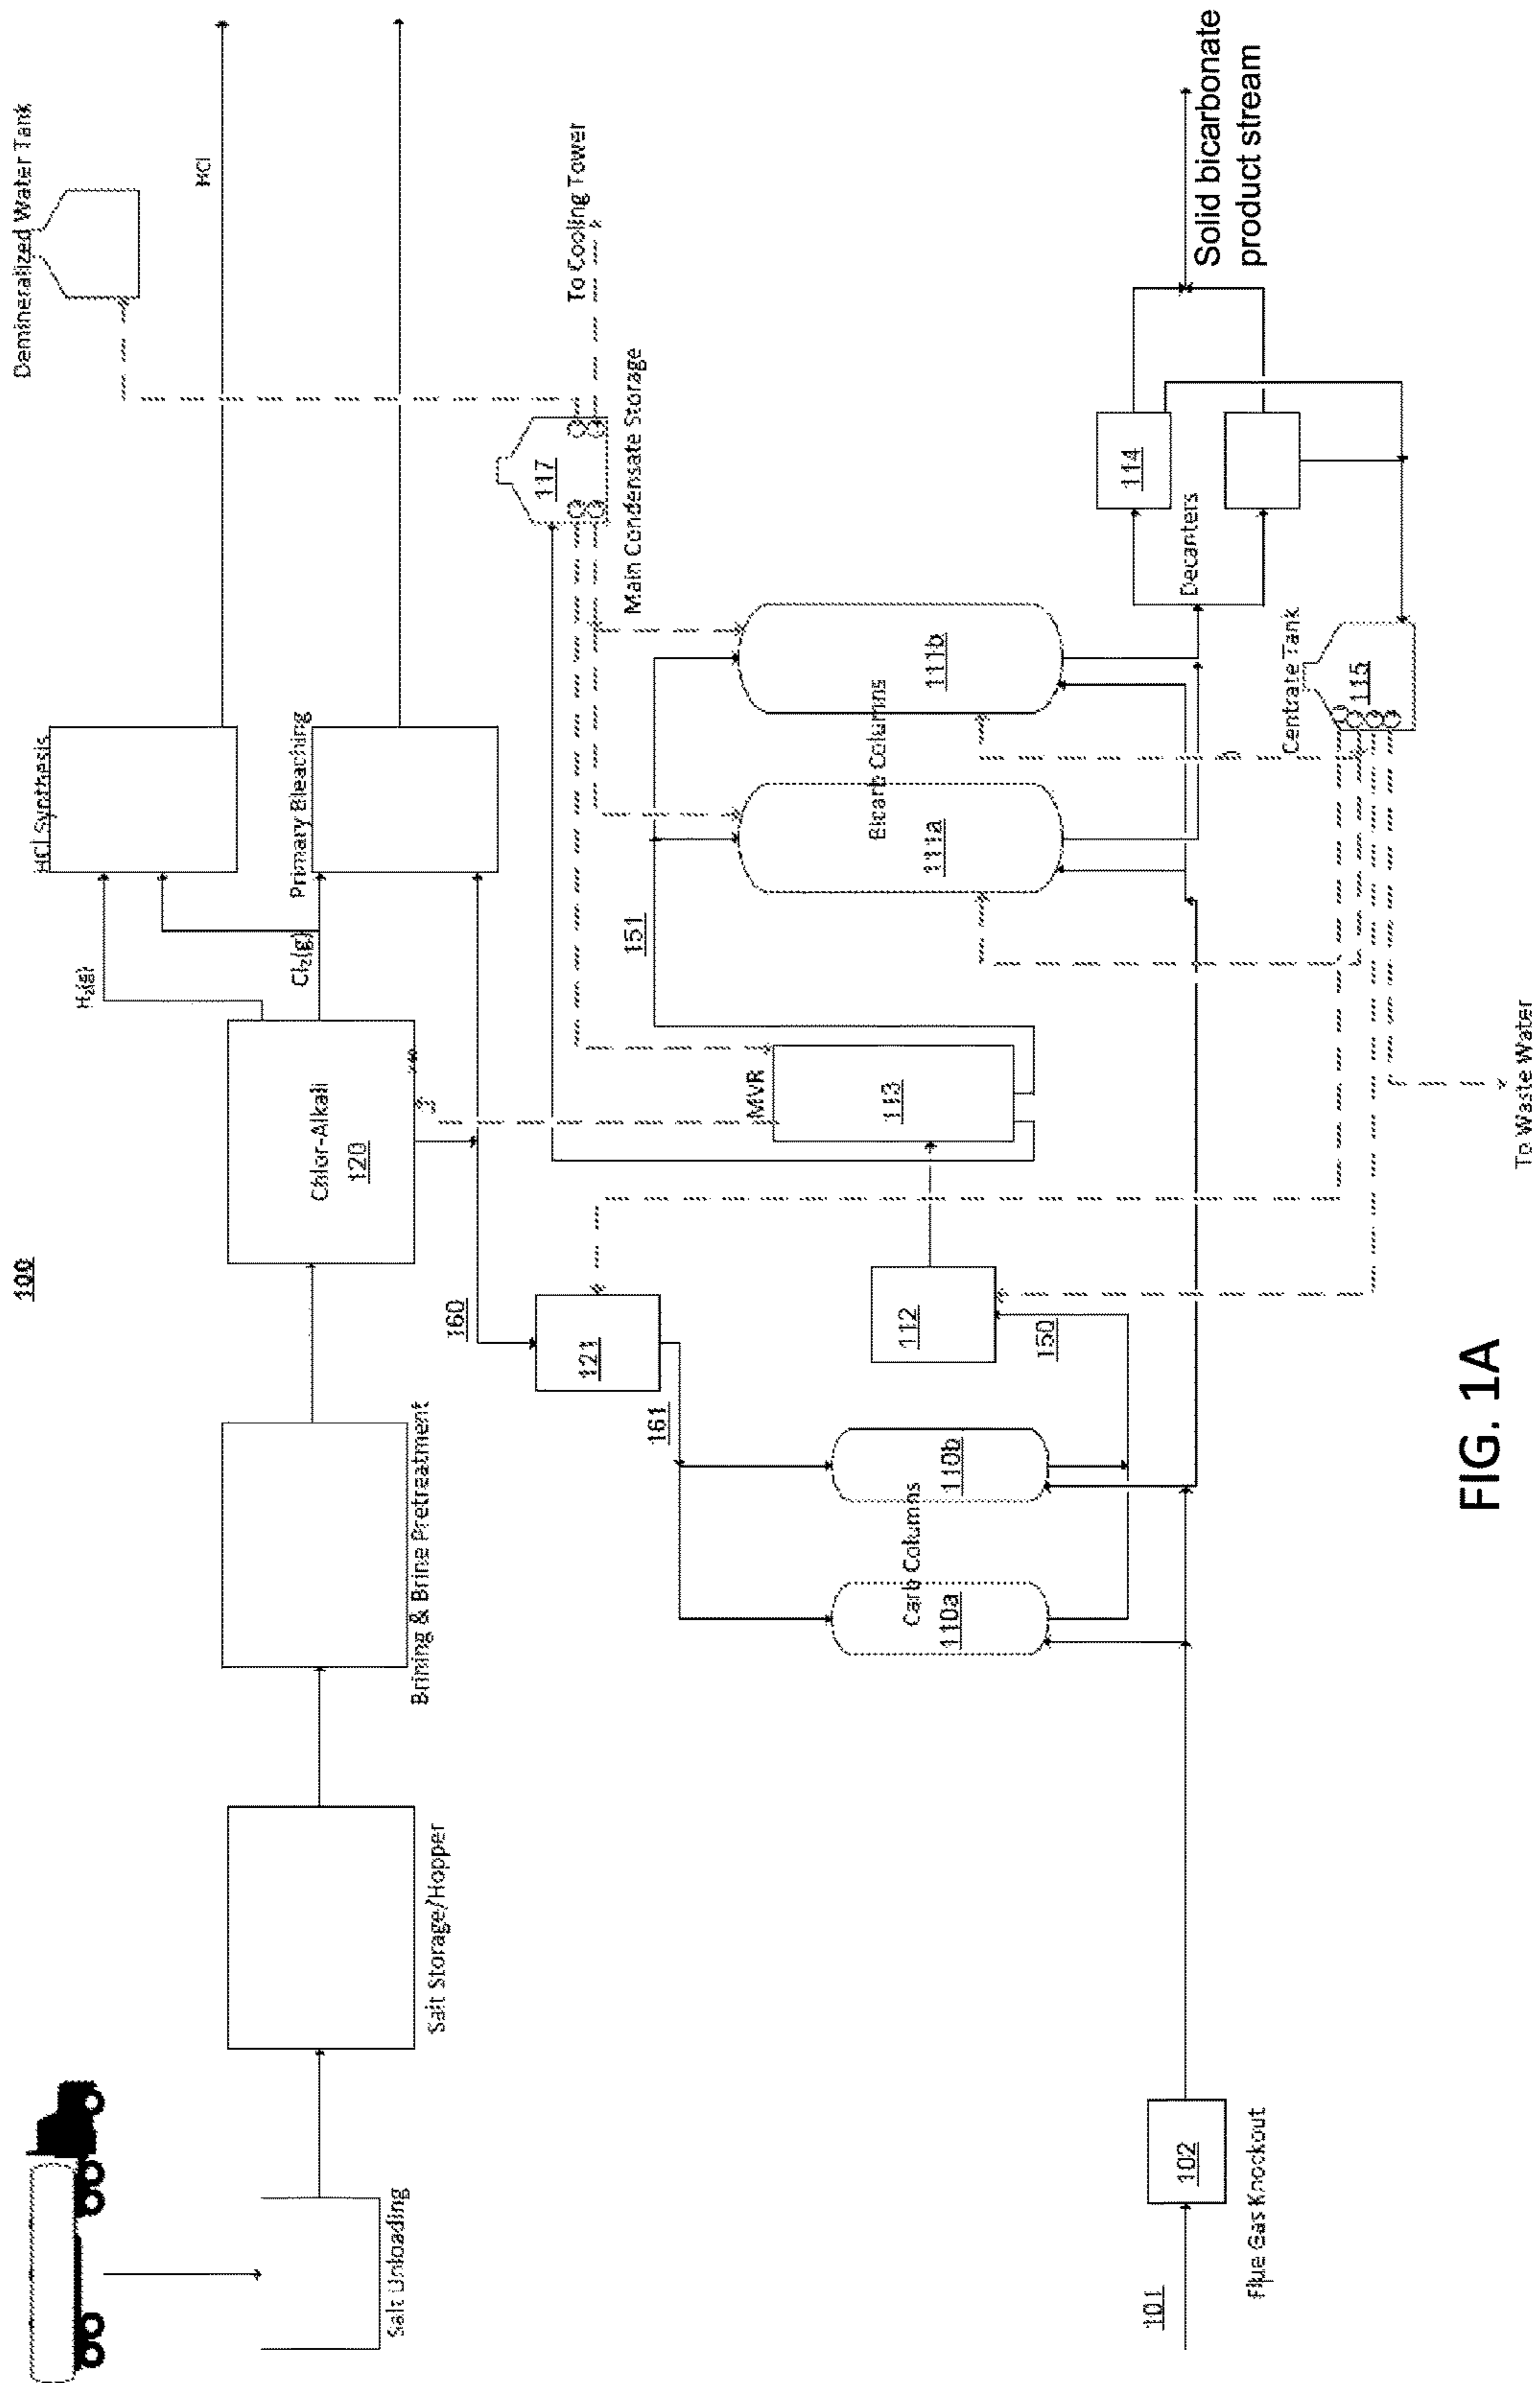 100
Salt Unloading
Salt Storage/Hopper
Brining & Brine Pretreatment
Chlor-Alkali
120
H₂(g)
Cl₂(g)
HCl Synthesis
Primary Bleaching
HCl
Demineralized Water Tank
160
121
161
Carb Columns
110a
110b
112
150
MVR
113
151
Bicarb Columns
111a
111b
117
Main Condensate Storage
To Cooling Tower
Decanters
114
Centrate Tank
115
Solid bicarbonate
product stream
To Waste Water
101
102
Flue Gas Knockout
FIG. 1A